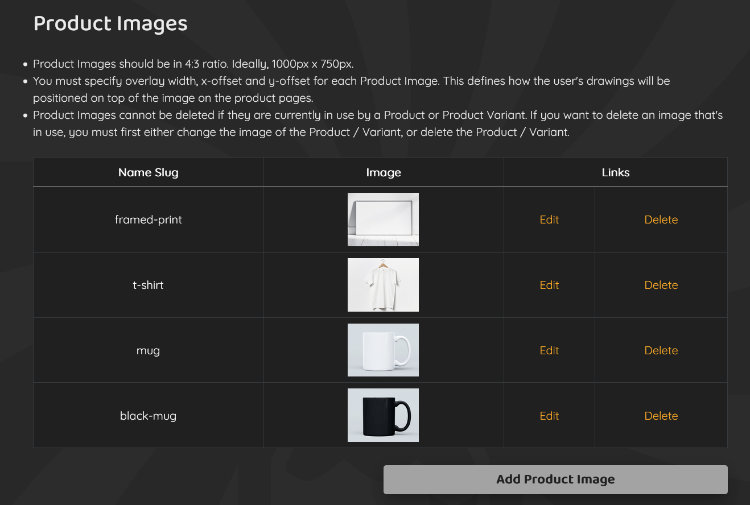 Product Images
Product Images should be in 4:3 ratio. Ideally, 1000px x 750px.
You must specify overlay width, x-offset and y-offset for each Product Image. This defines how the user's drawings will be
positioned on top of the image on the product pages.
Product Images cannot be deleted if they are currently in use by a Product or Product Variant. If you want to delete an image that's
in use, you must first either change the image of the Product / Variant, or delete the Product / Variant.
Name Slug Image Links
framed-print Edit Delete
t-shirt Edit Delete
mug Edit Delete
black-mug Edit Delete
Add Product Image